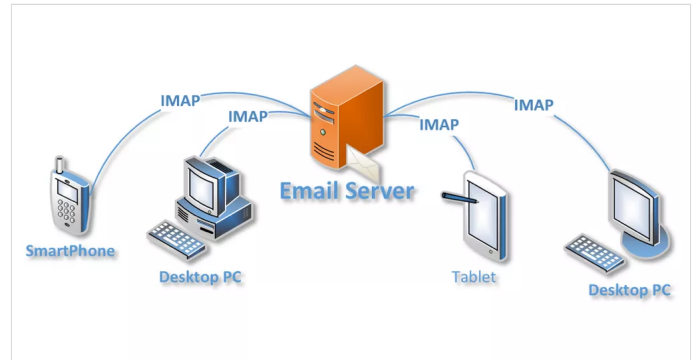 IMAP
IMAP
IMAP
IMAP
Email Server
SmartPhone
Desktop PC
Tablet
Desktop PC